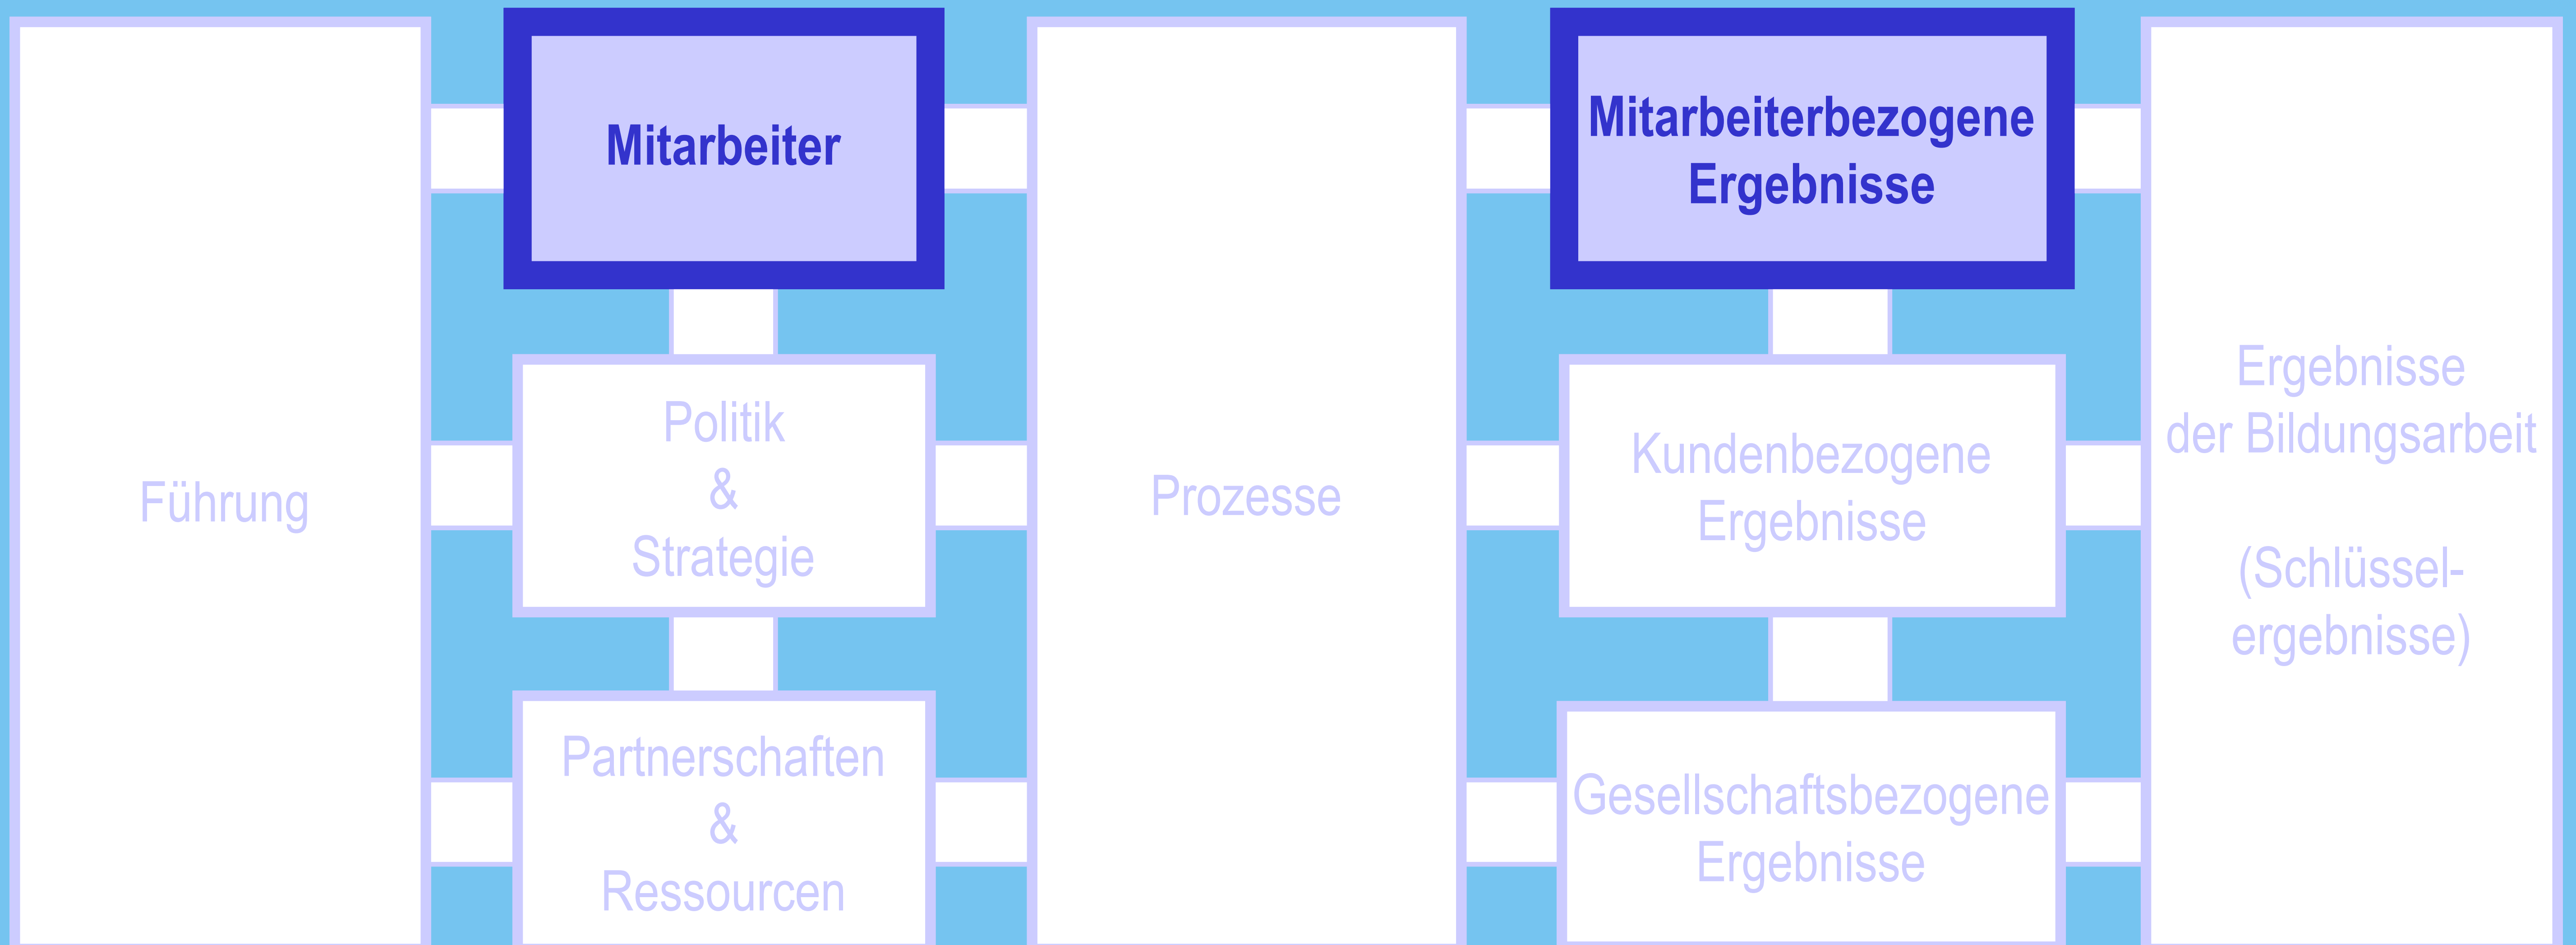 Führung
Mitarbeiter
Politik
&
Strategie
Partnerschaften
&
Ressourcen
Prozesse
Mitarbeiterbezogene
Ergebnisse
Kundenbezogene
Ergebnisse
Gesellschaftsbezogene
Ergebnisse
Ergebnisse
der Bildungsarbeit
(Schlüssel-
ergebnisse)